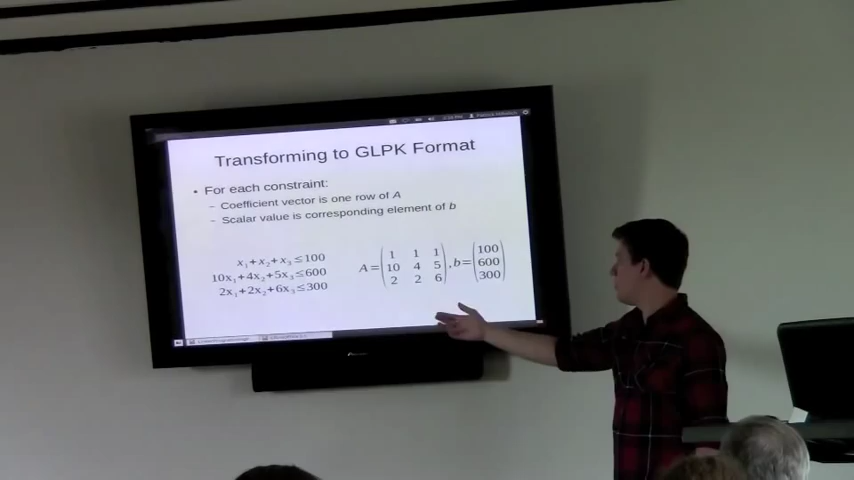 Transforming to GLPK Format
• For each constraint:
– Coefficient vector is one row of A
– Scalar value is corresponding element of b
x₁+x₂+x₃≤100
10x₁+4x₂+5x₃≤600
2x₁+2x₂+6x₃≤300
A=(1 1 1
10 4 5
2 2 6), b=(100
600
300)